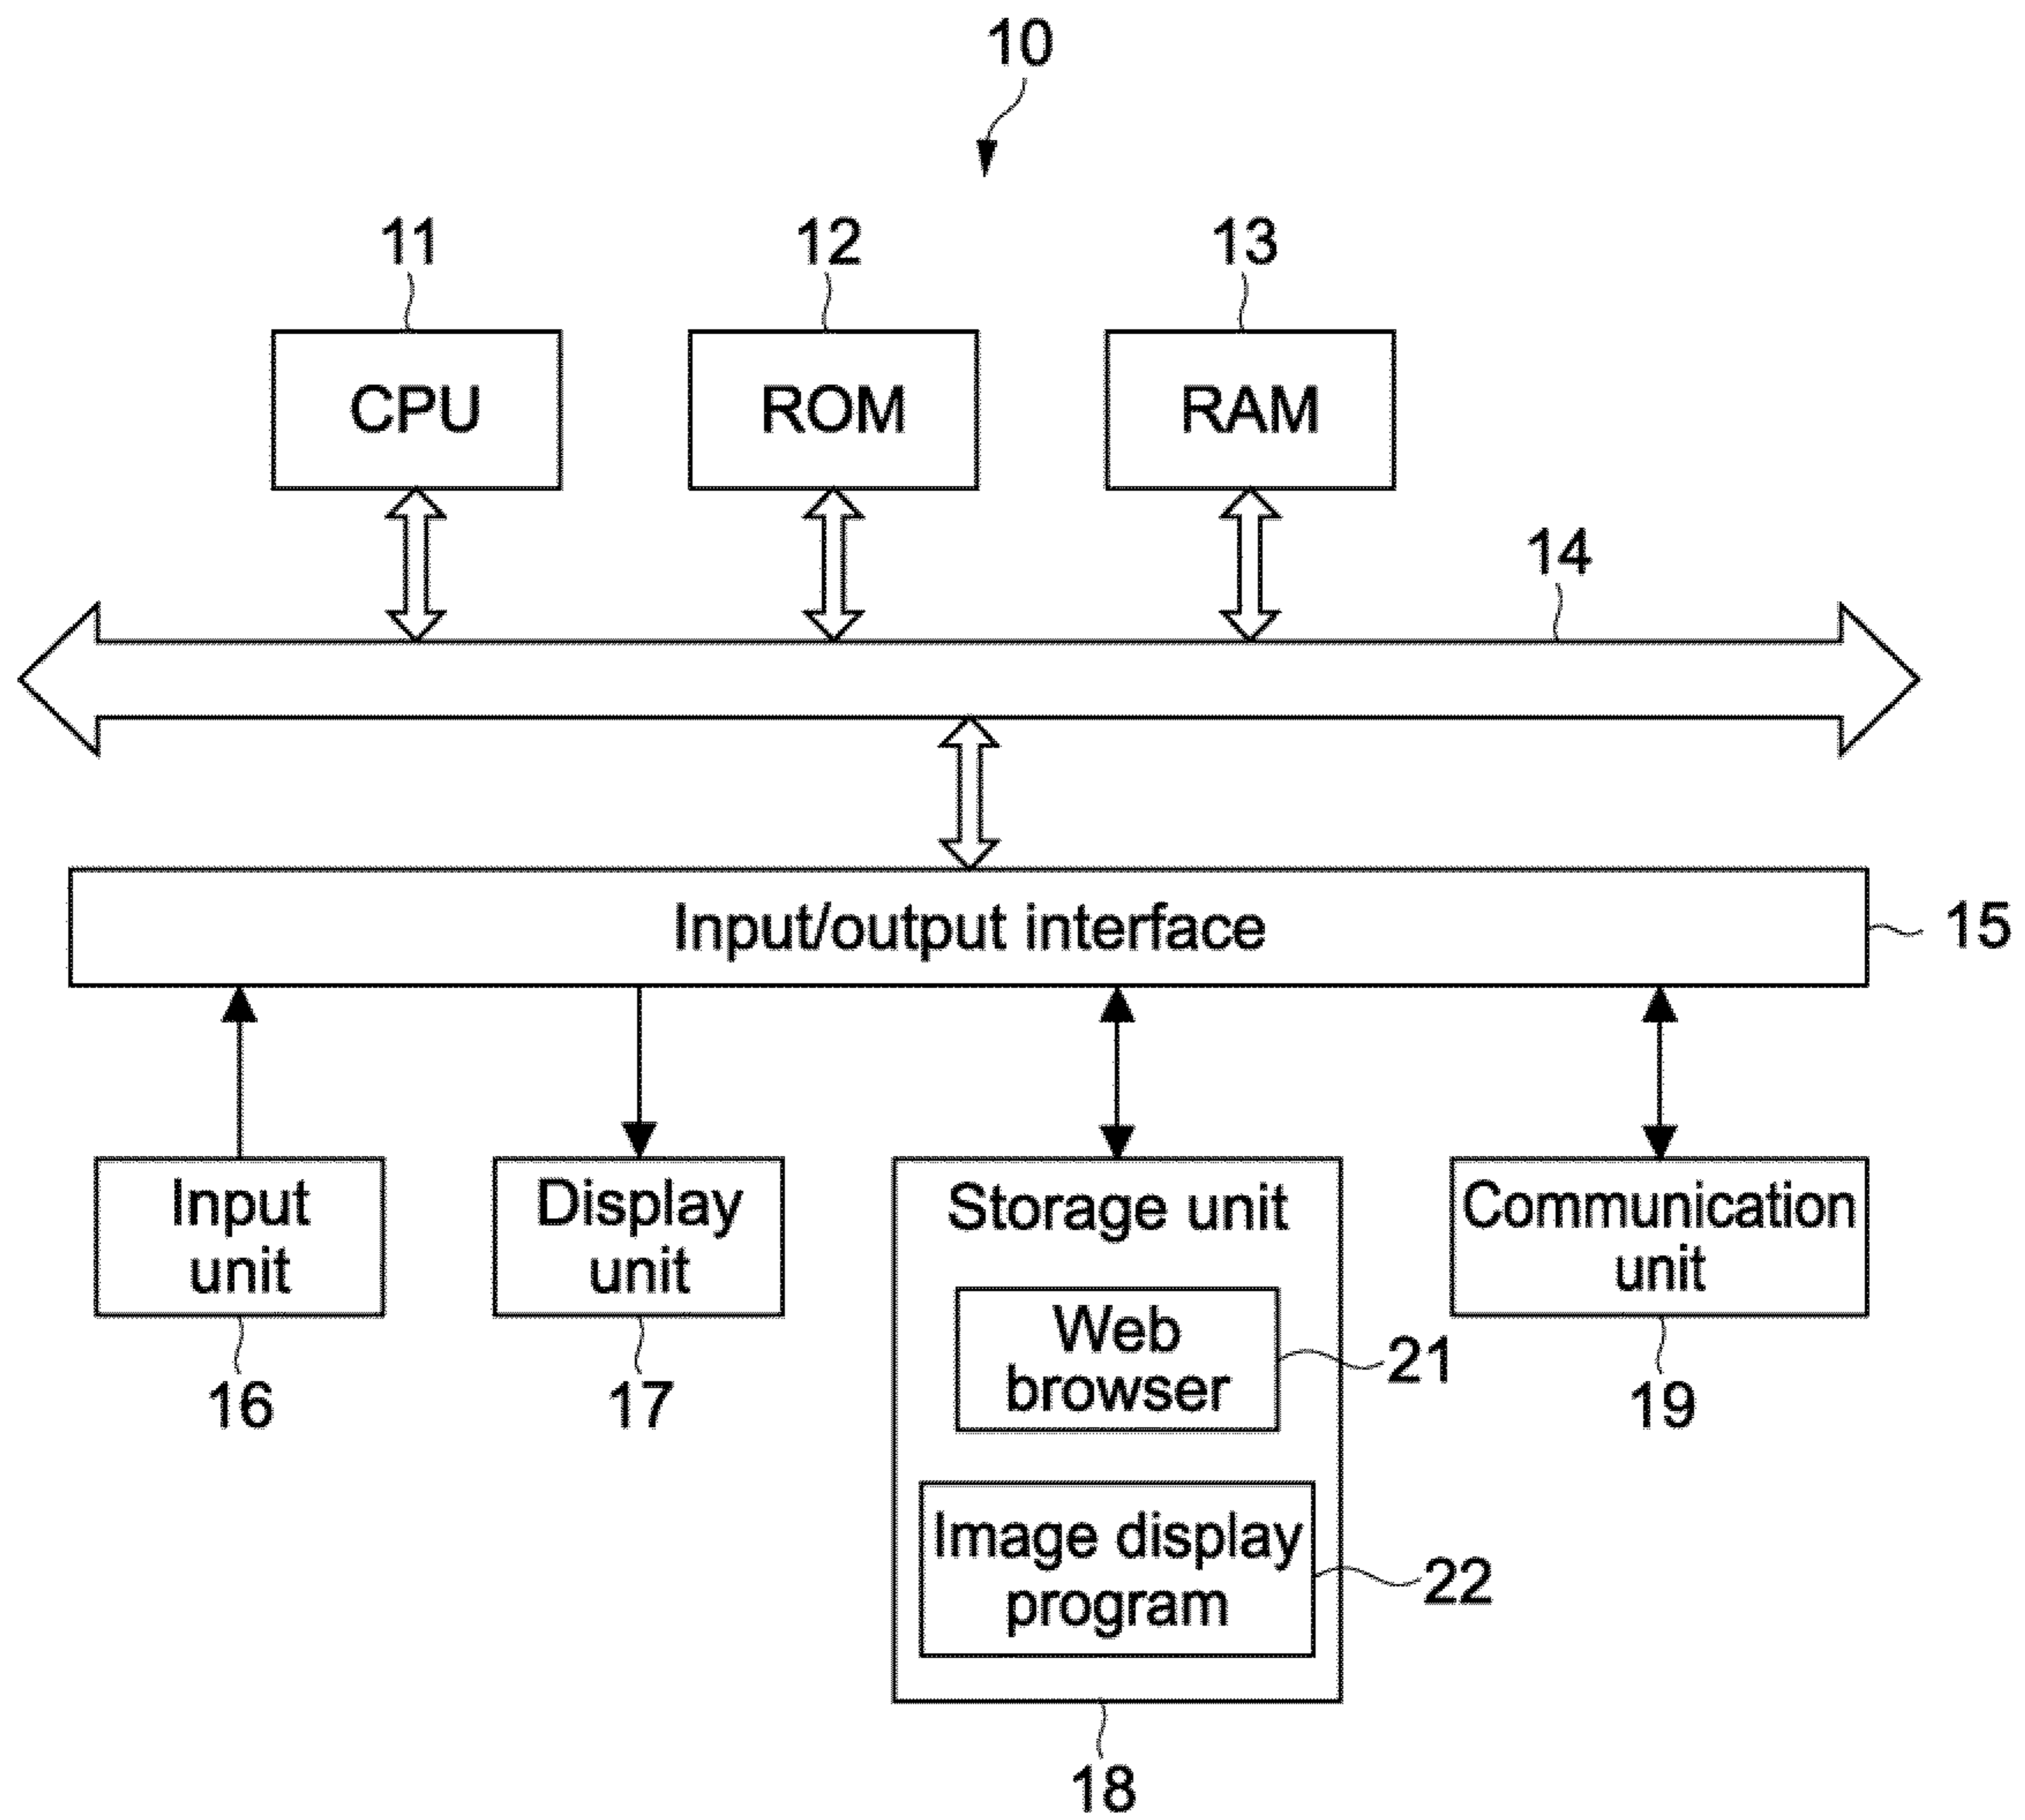 10
11
12
13
CPU
ROM
RAM
14
Input/output interface
15
Input
unit
Display
unit
Storage unit
Communication
unit
Web
browser
21
16
17
19
Image display
program
22
18